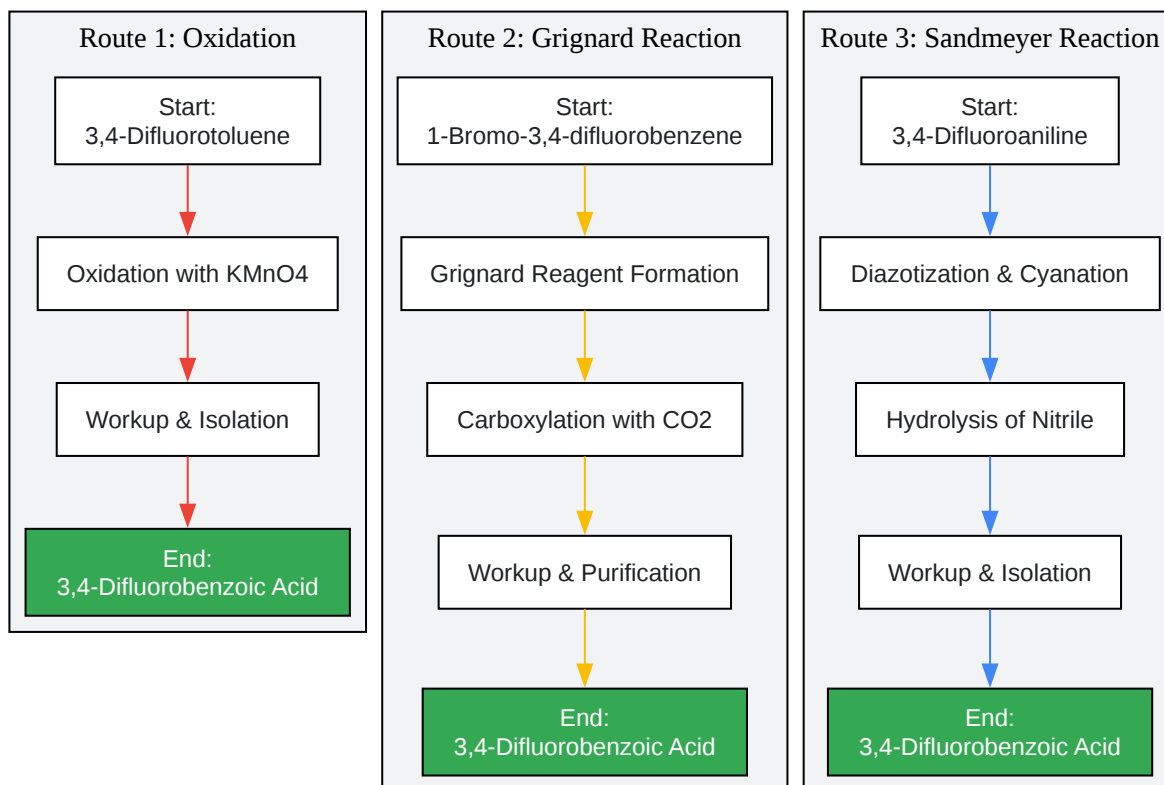 Route 1: Oxidation
Start:
3,4-Difluorotoluene
Oxidation with KMnO4
Workup & Isolation
End:
3,4-Difluorobenzoic Acid
Route 2: Grignard Reaction
Start:
1-Bromo-3,4-difluorobenzene
Grignard Reagent Formation
Carboxylation with CO2
Workup & Purification
End:
3,4-Difluorobenzoic Acid
Route 3: Sandmeyer Reaction
Start:
3,4-Difluoroaniline
Diazotization & Cyanation
Hydrolysis of Nitrile
Workup & Isolation
End:
3,4-Difluorobenzoic Acid